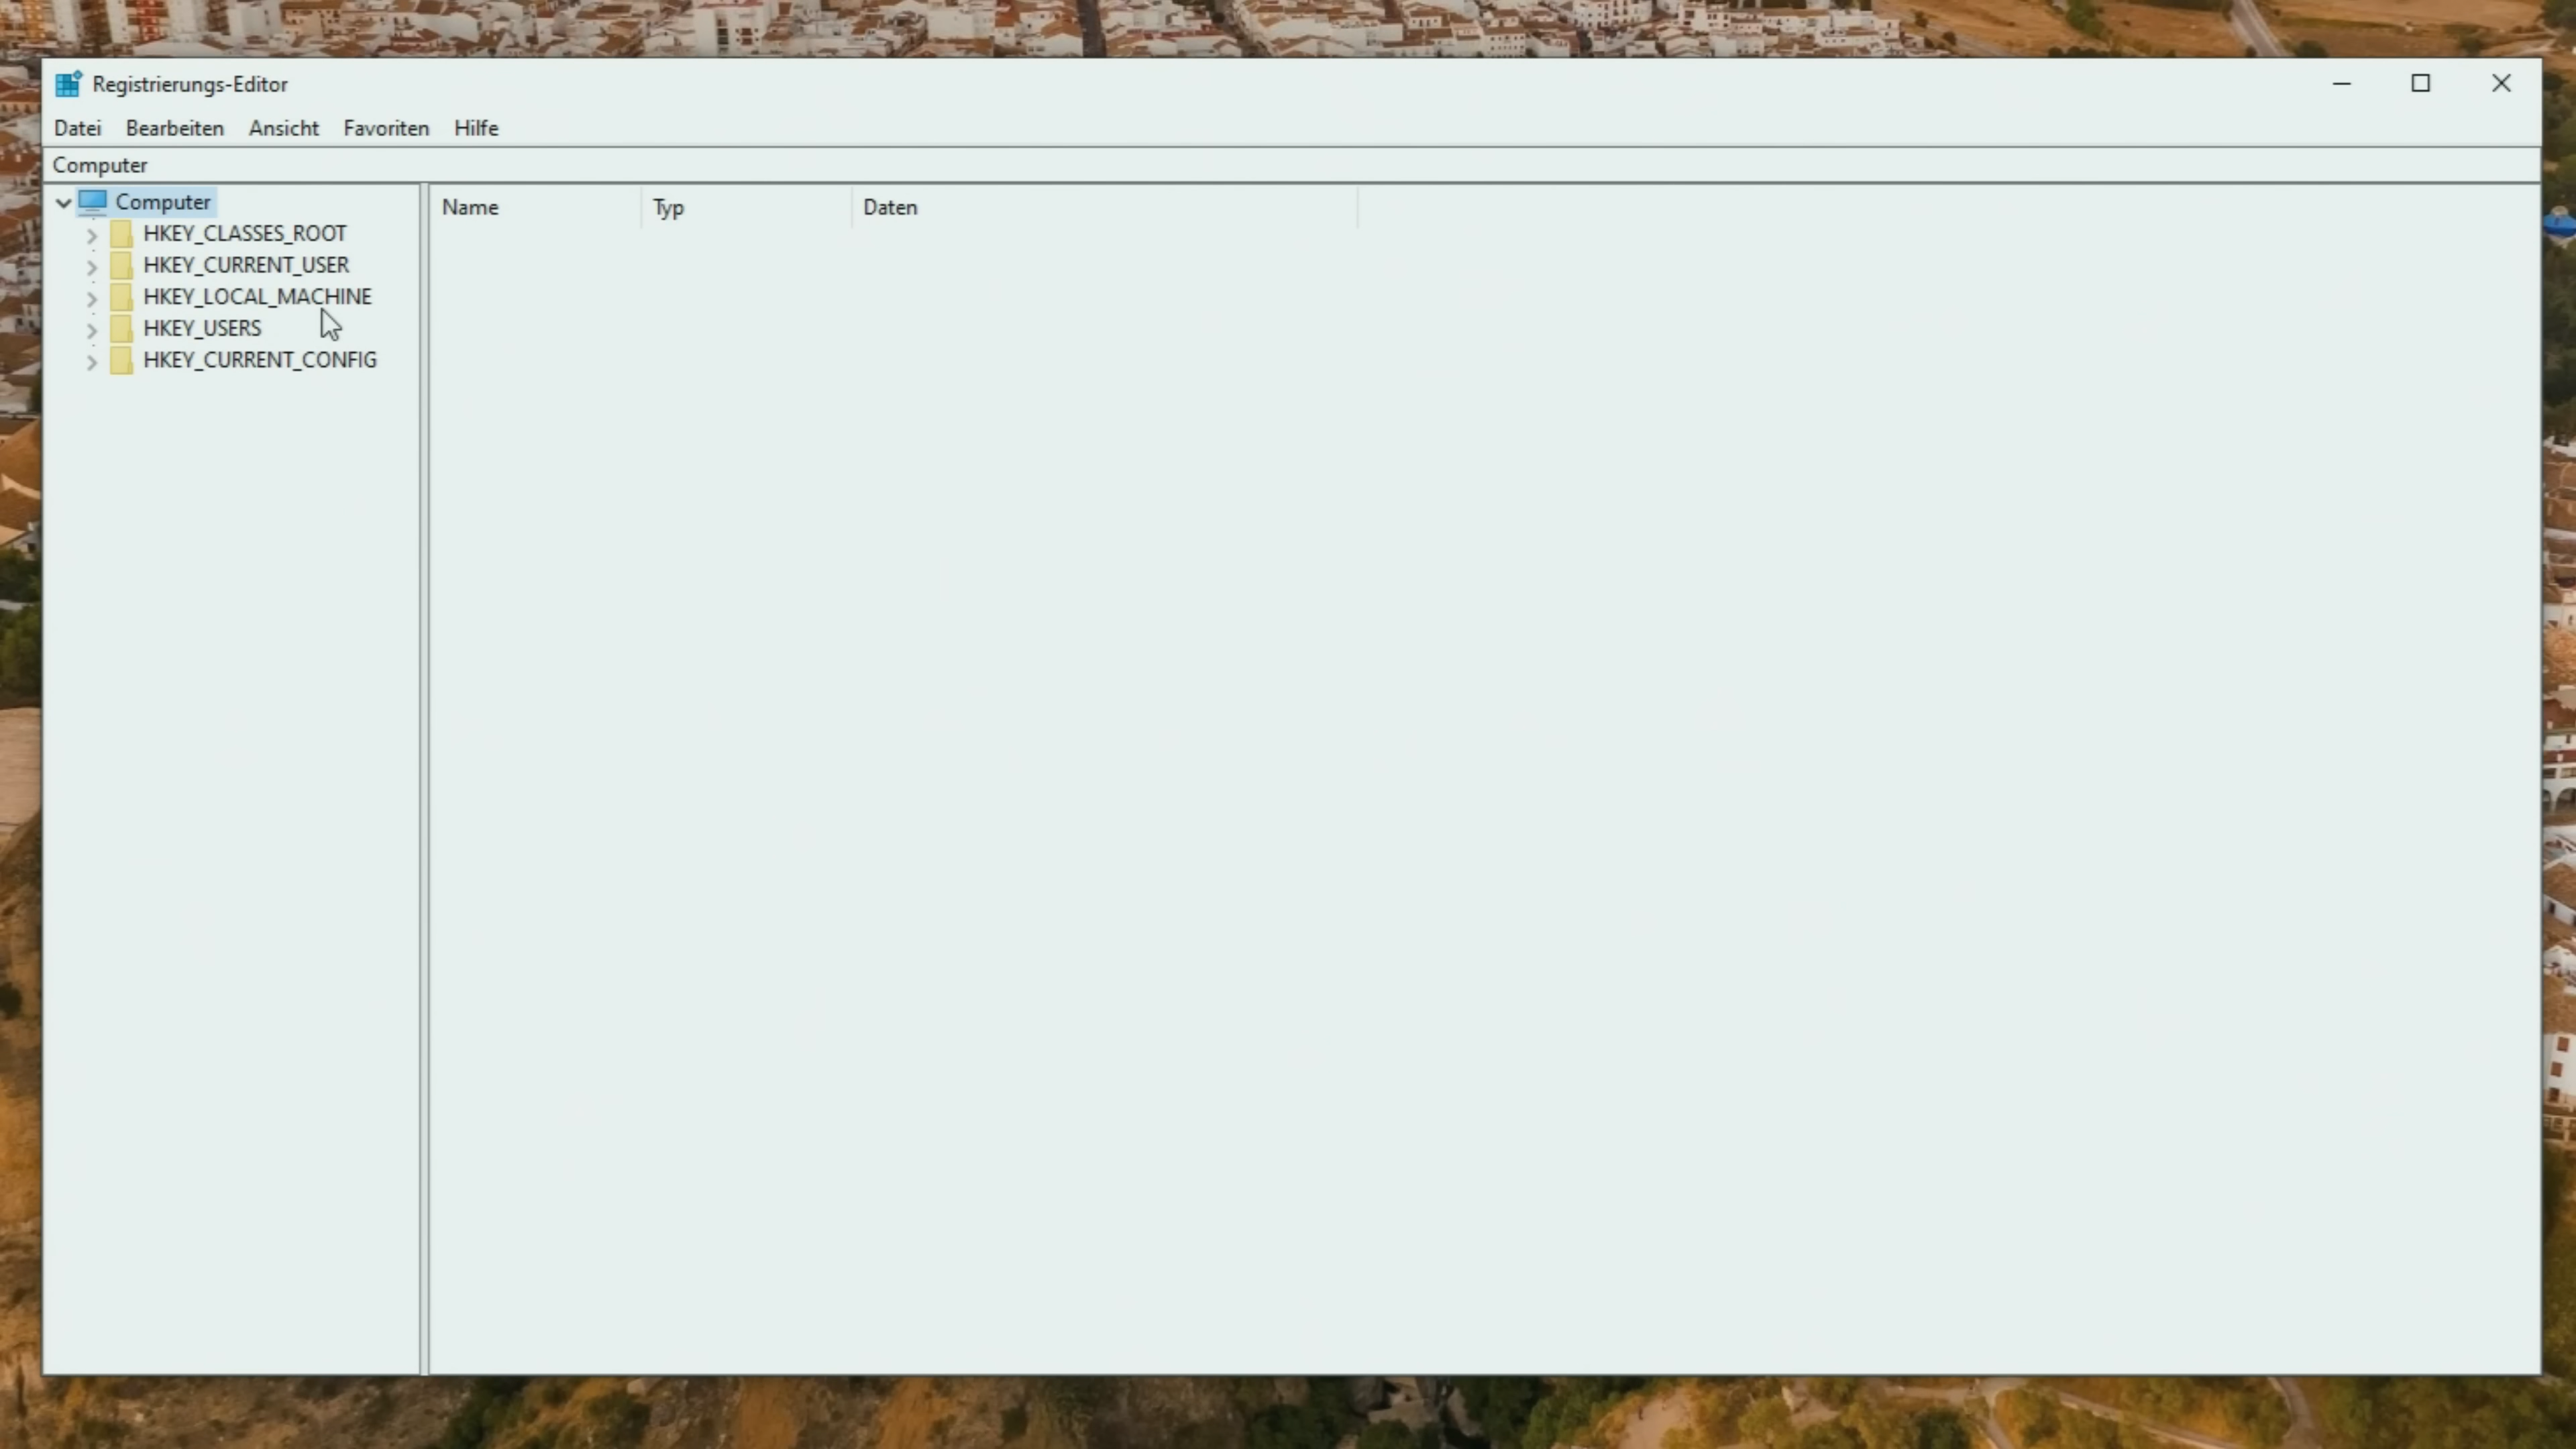 Registrierungs-Editor
Datei Bearbeiten Ansicht Favoriten Hilfe
Computer
Computer
HKEY_CLASSES_ROOT
HKEY_CURRENT_USER
HKEY_LOCAL_MACHINE
HKEY_USERS
HKEY_CURRENT_CONFIG
Name Typ Daten